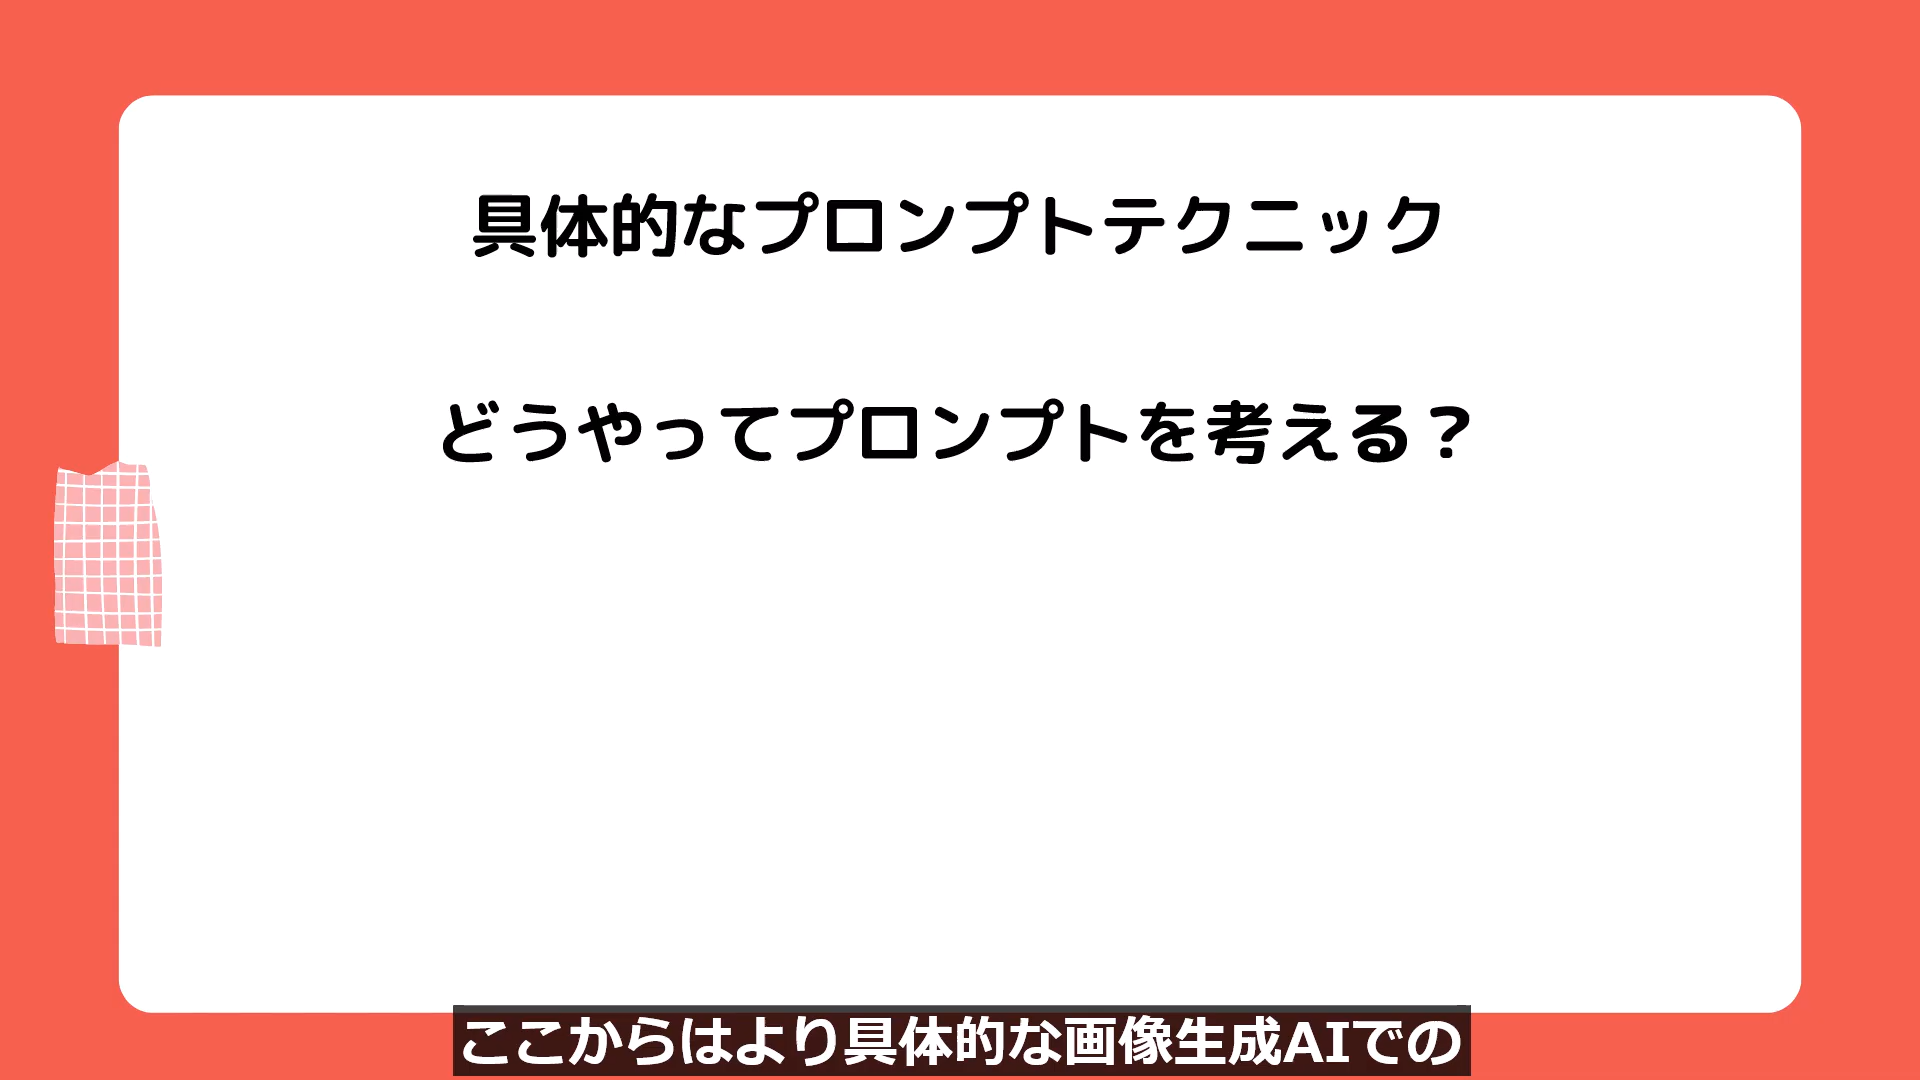 具体的なプロンプトテクニック
どうやってプロンプトを考える？
ここからはより具体的な画像生成AIでの